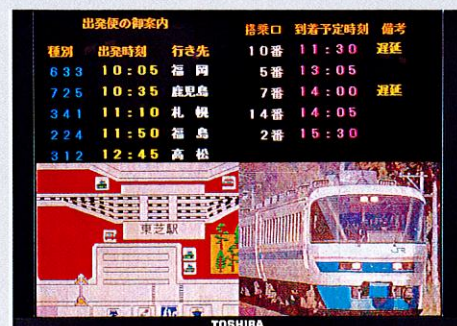 出発便の御案内
種別 出発時刻 行き先 搭乗口 到着予定時刻 備考
633 10:05 福岡 10番 11:30 遅延
725 10:35 鹿児島 5番 13:05
341 11:10 札幌 7番 14:00 遅延
224 11:50 福島 14番 14:05
312 12:45 高松 2番 15:30
東芝駅
JR
TOSHIBA